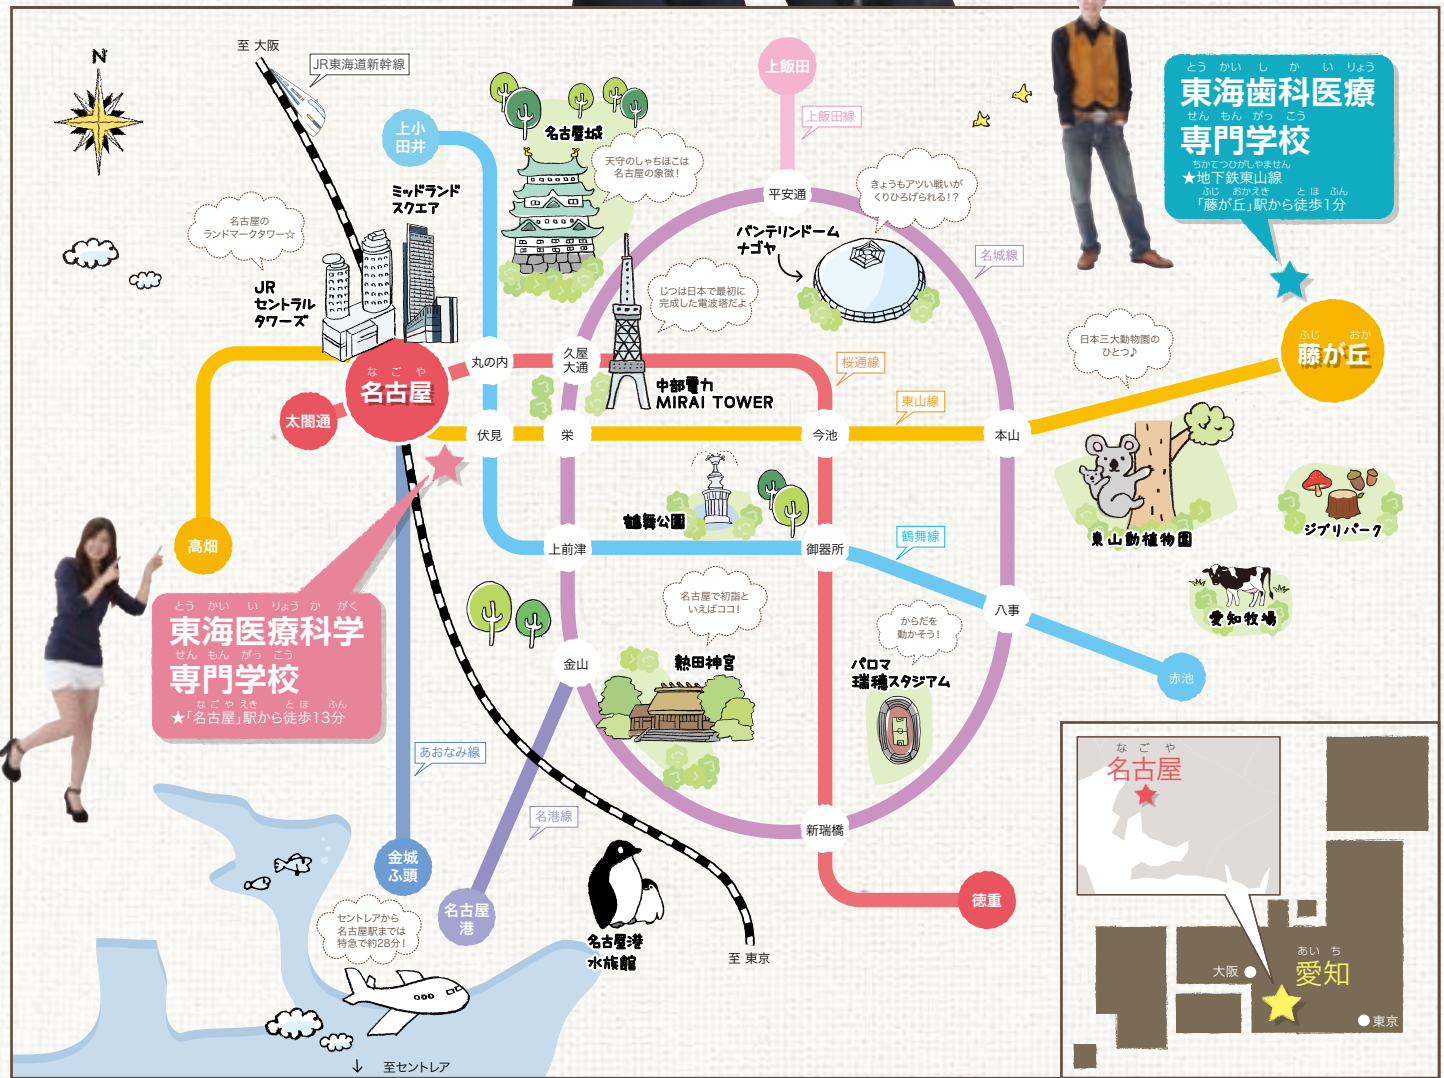 N
至 大阪
JR東海道新幹線
上小
田井
名古屋城
天守のしゃちほこは
名古屋の象徴!
上飯田
上飯田線
平安通
きょうもアツい戦いが
くりひろげられる!?
バンテリンドーム
ナゴヤ
名城線
とう かい し か い りょう
東海歯科医療
せん もん がっ こう
専門学校
ちかてつひがしやません
★地下鉄東山線
ふじ おかえき とほ ふん
「藤が丘」駅から徒歩1分
ミッドランド
スクエア
名古屋の
ランドマークタワー☆
JR
セントラル
タワーズ
じつは日本で最初に
完成した電波塔だよ
日本三大動物園の
ひとつ♪
ふじ おか
藤が丘
なごや
名古屋
太閤通
丸の内
久屋
大通
中部電力
MIRAI TOWER
桜通線
東山線
伏見
栄
今池
本山
高畑
鶴舞公園
上前津
御器所
鶴舞線
東山動植物園
ジブリパーク
愛知牧場
八事
赤池
とう かい い りょう か がく
東海医療科学
せん もん がっ こう
専門学校
なごやえき とほ ふん
★「名古屋」駅から徒歩13分
名古屋で初詣と
いえばココ!
熱田神宮
金山
からだを
動かそう!
パロマ
瑞穂スタジアム
あおなみ線
名港線
新瑞橋
徳重
金城
ふ頭
名古屋
港
名古屋港
水族館
至 東京
セントレアから
名古屋駅までは
特急で約28分!
↓ 至セントレア
なごや
名古屋
あいち
愛知
大阪
東京